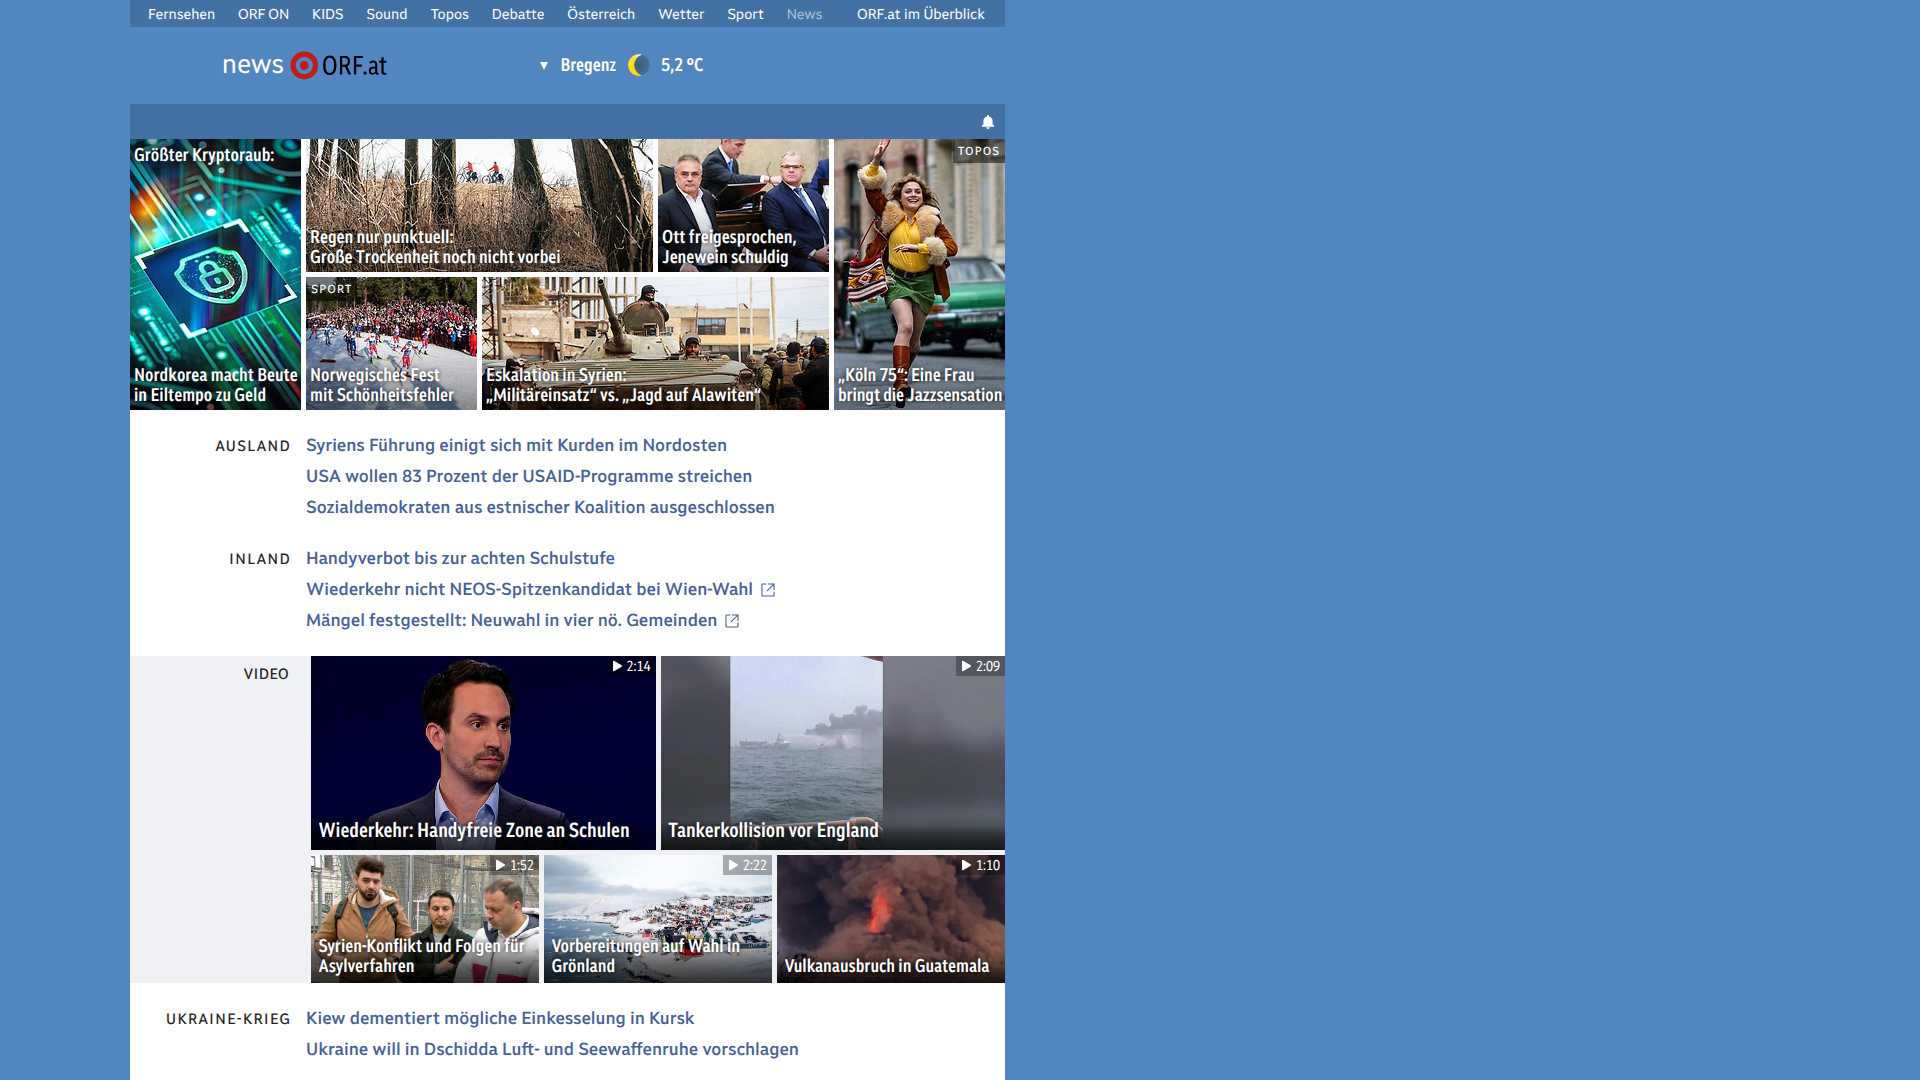 Fernsehen ORF ON KIDS Sound Topos Debatte Österreich Wetter Sport News ORF.at im Überblick
news ORF.at
Bregenz 5,2 °C
Größter Kryptoraub:
Nordkorea macht Beute
in Eiltempo zu Geld
Regen nur punktuell:
Große Trockenheit noch nicht vorbei
Ott freigesprochen,
Jenewein schuldig
TOPOS
„Köln 75“: Eine Frau
bringt die Jazzsensation
SPORT
Norwegisches Fest
mit Schönheitsfehler
Eskalation in Syrien:
„Militäreinsatz“ vs. „Jagd auf Alawiten“
AUSLAND
Syriens Führung einigt sich mit Kurden im Nordosten
USA wollen 83 Prozent der USAID-Programme streichen
Sozialdemokraten aus estnischer Koalition ausgeschlossen
INLAND
Handyverbot bis zur achten Schulstufe
Wiederkehr nicht NEOS-Spitzenkandidat bei Wien-Wahl
Mängel festgestellt: Neuwahl in vier nö. Gemeinden
VIDEO
2:14
Wiederkehr: Handyfreie Zone an Schulen
2:09
Tankerkollision vor England
1:52
Syrien-Konflikt und Folgen für
Asylverfahren
2:22
Vorbereitungen auf Wahl in
Grönland
1:10
Vulkanausbruch in Guatemala
UKRAINE-KRIEG
Kiew dementiert mögliche Einkesselung in Kursk
Ukraine will in Dschidda Luft- und Seewaffenruhe vorschlagen